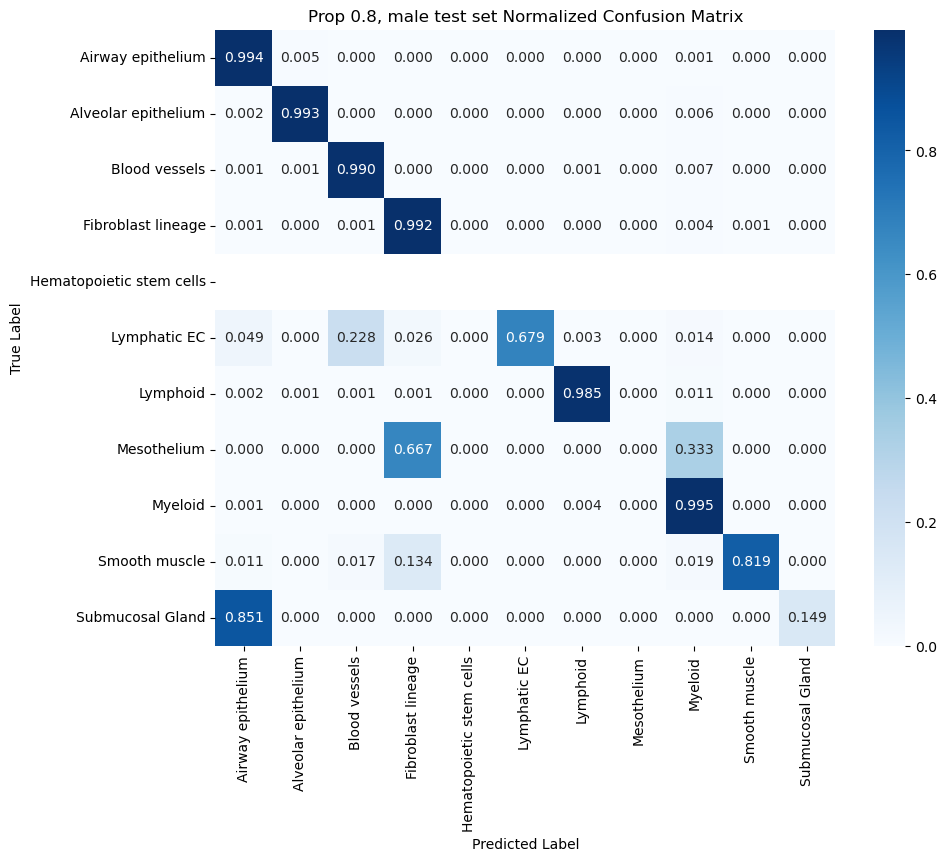 Prop 0.8, male test set Normalized Confusion Matrix
Airway epithelium 0.994 0.005 0.000 0.000 0.000 0.000 0.000 0.000 0.001 0.000 0.000
Alveolar epithelium 0.002 0.993 0.000 0.000 0.000 0.000 0.000 0.000 0.006 0.000 0.000
Blood vessels 0.001 0.001 0.990 0.000 0.000 0.000 0.001 0.000 0.007 0.000 0.000
Fibroblast lineage 0.001 0.000 0.001 0.992 0.000 0.000 0.000 0.000 0.004 0.001 0.000
Hematopoietic stem cells
Lymphatic EC 0.049 0.000 0.228 0.026 0.000 0.679 0.003 0.000 0.014 0.000 0.000
Lymphoid 0.002 0.001 0.001 0.001 0.000 0.000 0.985 0.000 0.011 0.000 0.000
Mesothelium 0.000 0.000 0.000 0.667 0.000 0.000 0.000 0.000 0.333 0.000 0.000
Myeloid 0.001 0.000 0.000 0.000 0.000 0.000 0.004 0.000 0.995 0.000 0.000
Smooth muscle 0.011 0.000 0.017 0.134 0.000 0.000 0.000 0.000 0.019 0.819 0.000
Submucosal Gland 0.851 0.000 0.000 0.000 0.000 0.000 0.000 0.000 0.000 0.000 0.149
True Label
Airway epithelium
Alveolar epithelium
Blood vessels
Fibroblast lineage
Hematopoietic stem cells
Lymphatic EC
Lymphoid
Mesothelium
Myeloid
Smooth muscle
Submucosal Gland
Predicted Label
0.8
0.6
0.4
0.2
0.0